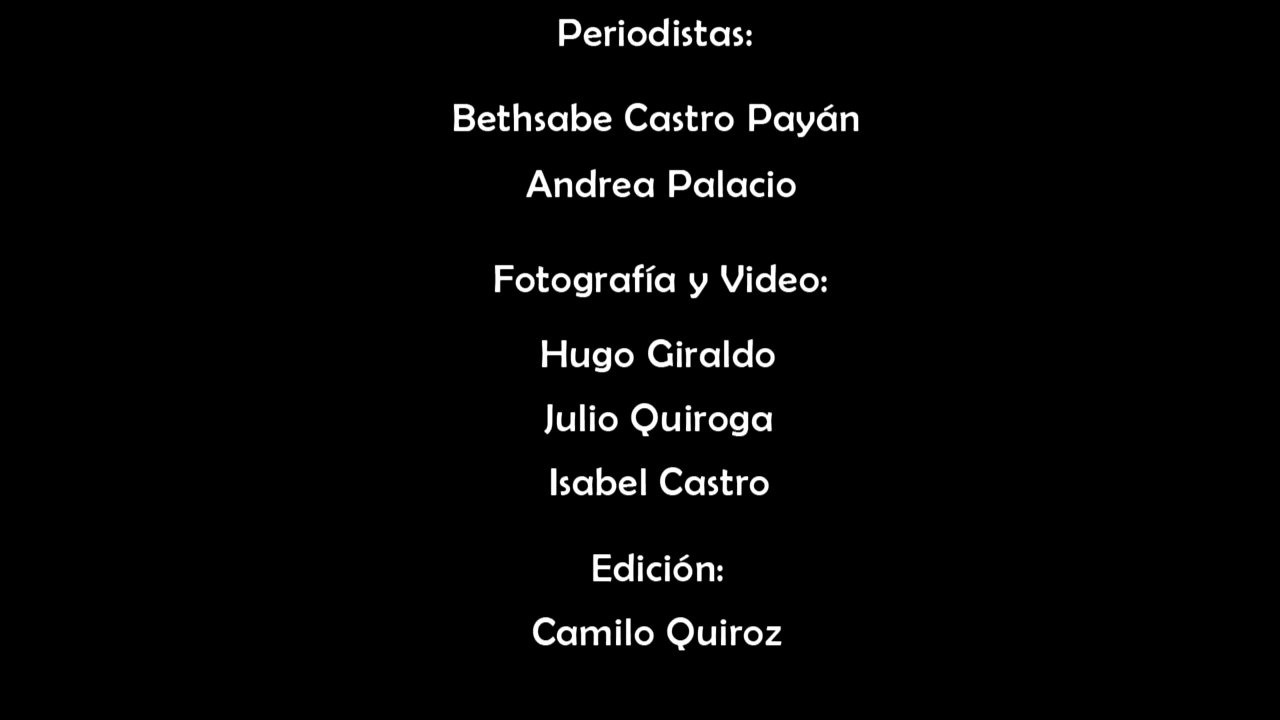 Periodistas:
Bethsabe Castro Payán
Andrea Palacio
Fotografía y Video:
Hugo Giraldo
Julio Quiroga
Isabel Castro
Edición:
Camilo Quiroz